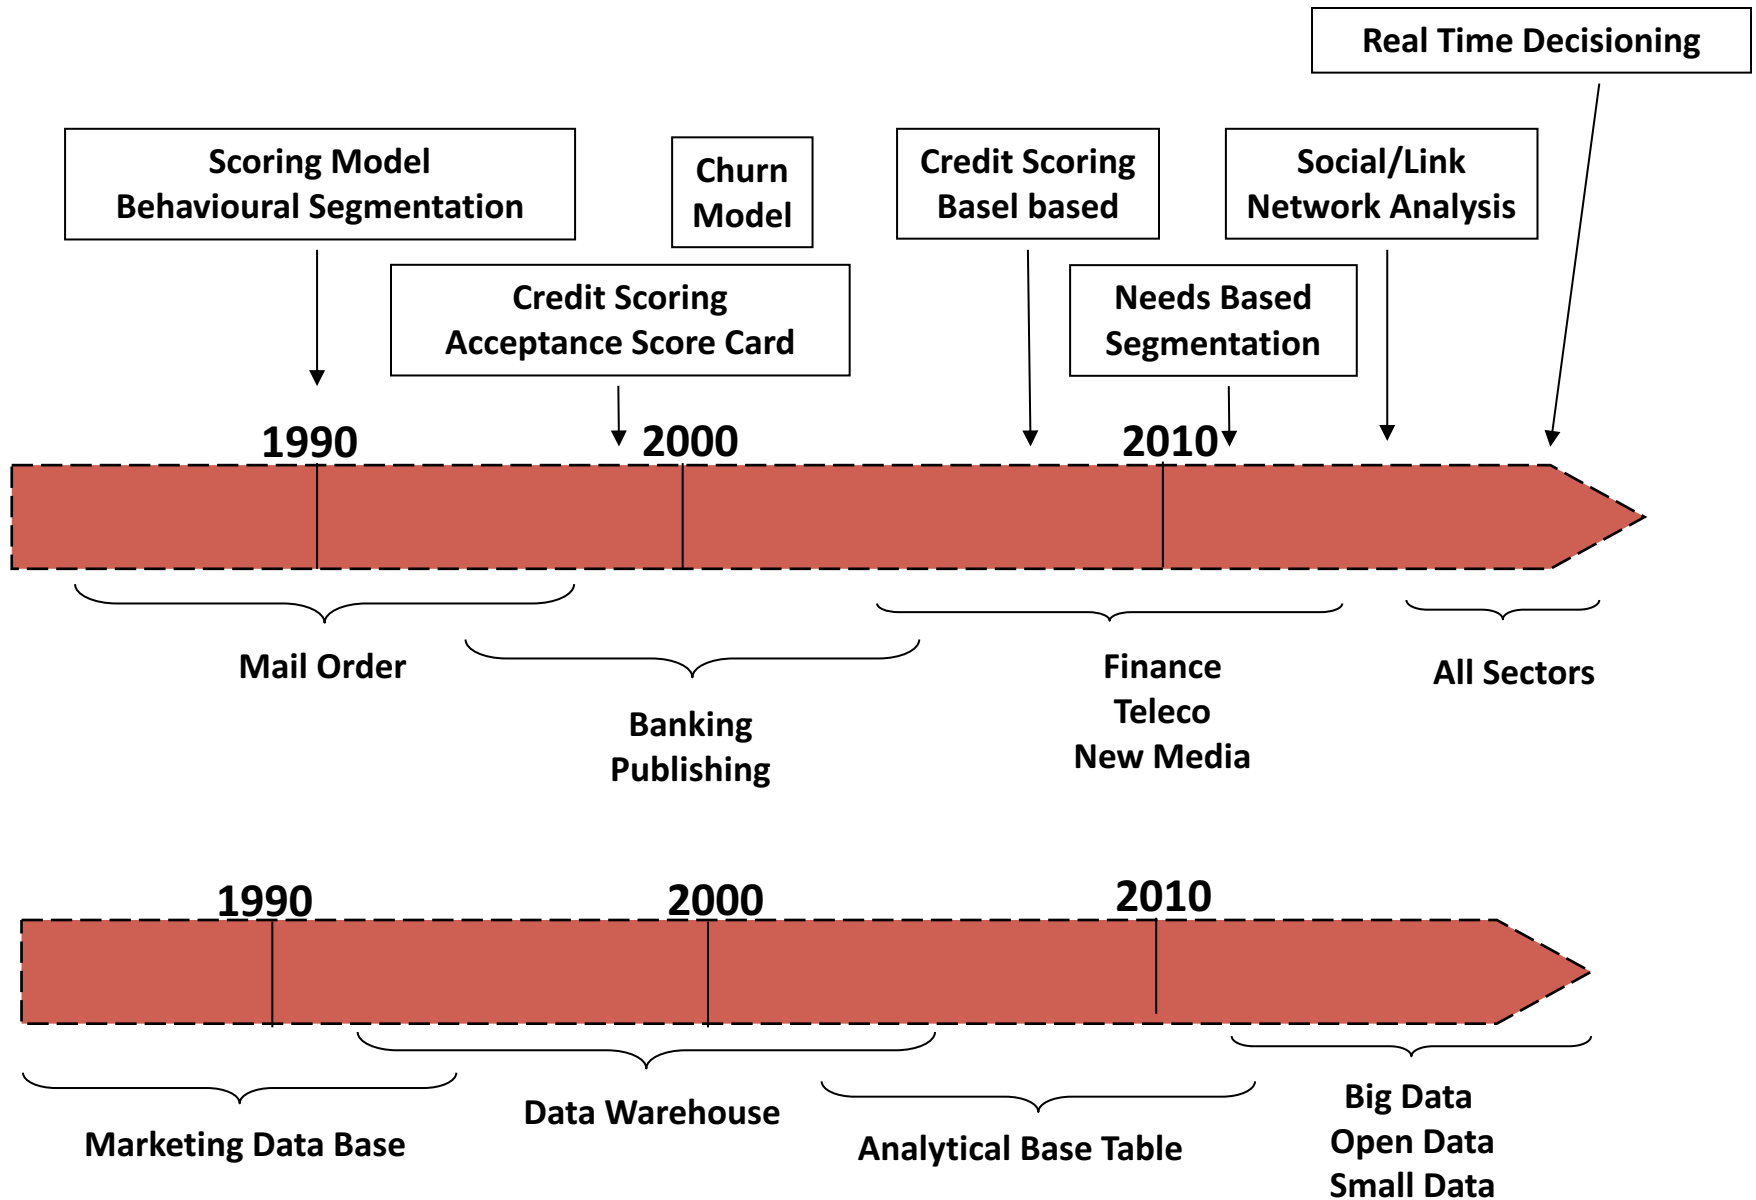 Real Time Decisioning
Scoring Model
Behavioural Segmentation
Churn
Model
Credit Scoring
Basel based
Social/Link
Network Analysis
Credit Scoring
Acceptance Score Card
Needs Based
Segmentation
1990
2000
2010
Mail Order
Banking
Publishing
Finance
Teleco
New Media
All Sectors
1990
2000
2010
Marketing Data Base
Data Warehouse
Analytical Base Table
Big Data
Open Data
Small Data